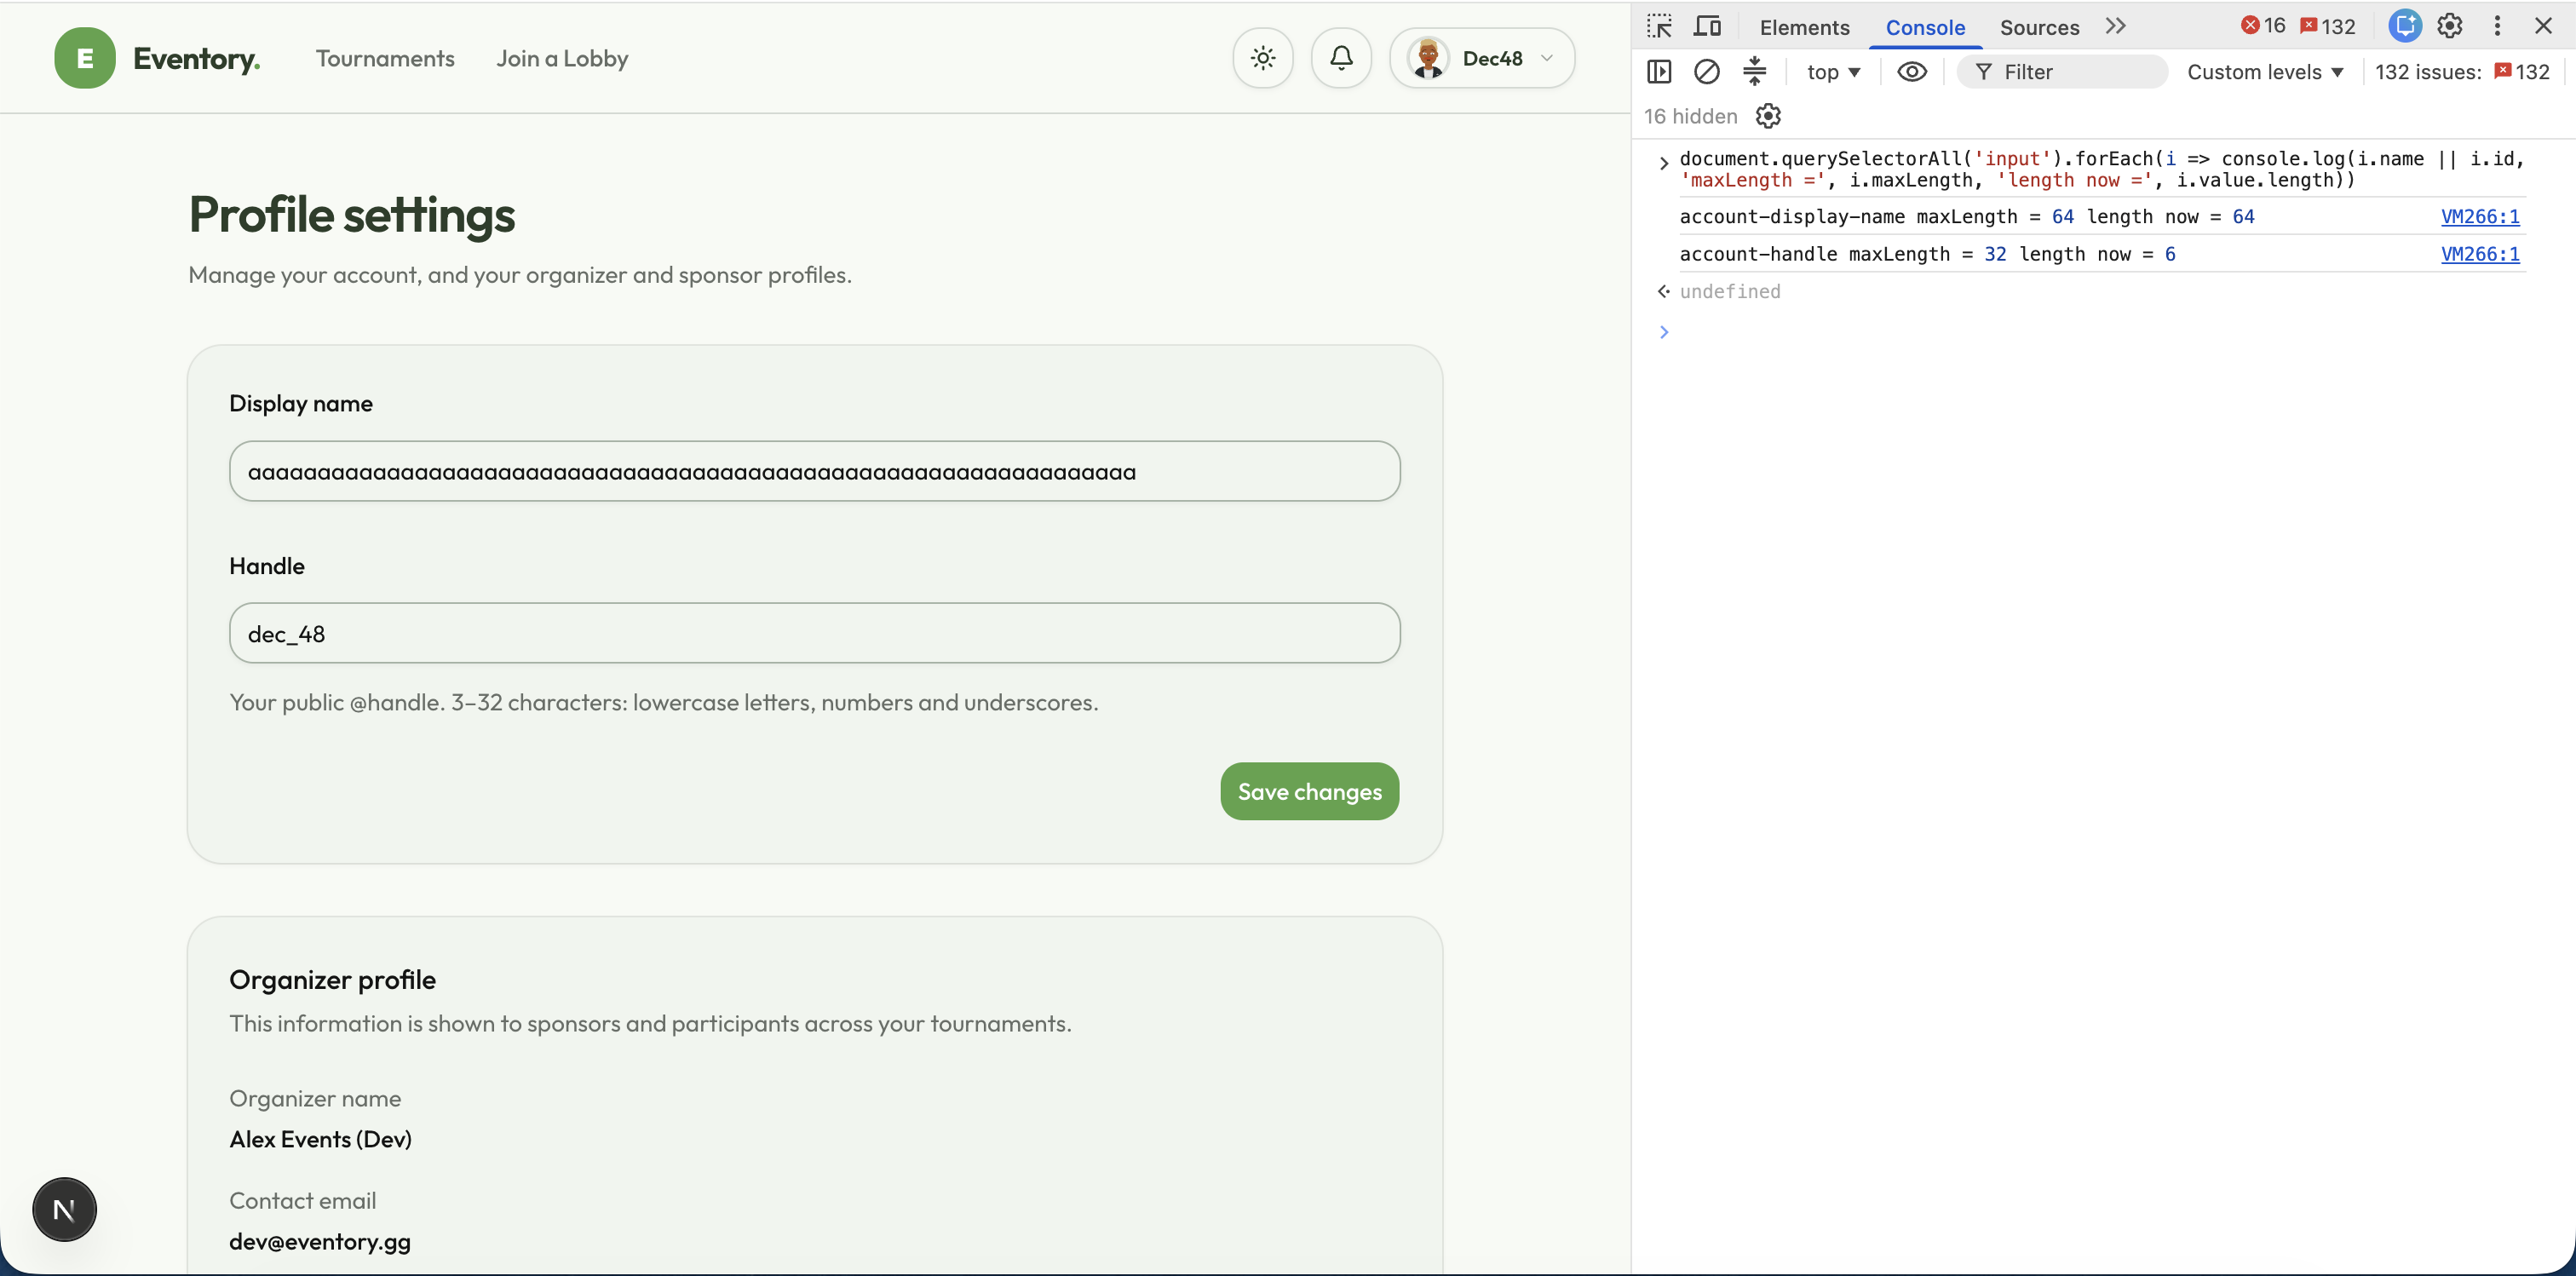 E Eventory. Tournaments Join a Lobby Dec48
Profile settings
Manage your account, and your organizer and sponsor profiles.
Display name
aaaaaaaaaaaaaaaaaaaaaaaaaaaaaaaaaaaaaaaaaaaaaaaaaaaaaaaaaaaaaaaa
Handle
dec_48
Your public @handle. 3–32 characters: lowercase letters, numbers and underscores.
Save changes
Organizer profile
This information is shown to sponsors and participants across your tournaments.
Organizer name
Alex Events (Dev)
Contact email
dev@eventory.gg
N
Elements Console Sources 16 132
top Filter Custom levels 132 issues: 132
16 hidden
document.querySelectorAll('input').forEach(i => console.log(i.name || i.id,
'maxLength =', i.maxLength, 'length now =', i.value.length))
account-display-name maxLength = 64 length now = 64 VM266:1
account-handle maxLength = 32 length now = 6 VM266:1
undefined